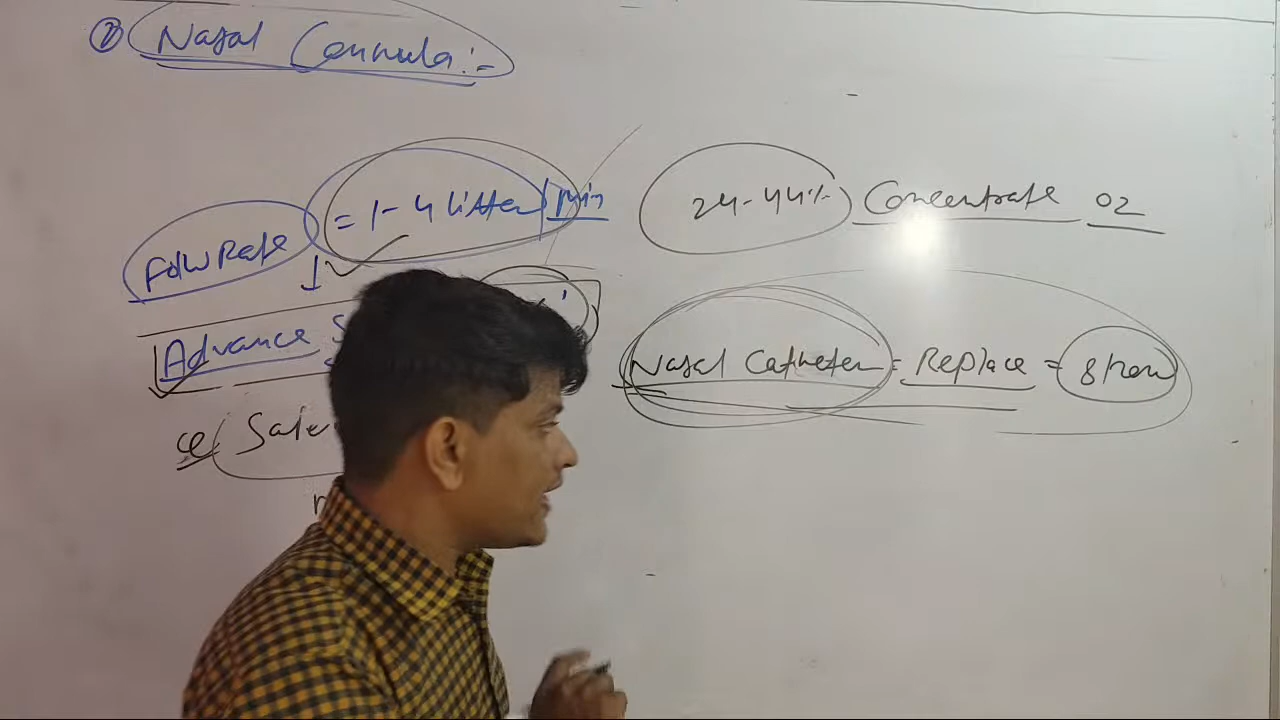 ② Nasal Cannula:-
Flow Rate = 1-4 litter/min
24-44% Concentrate O2
Advance
Nasal Catheter = Replace = 8 hour
Safe